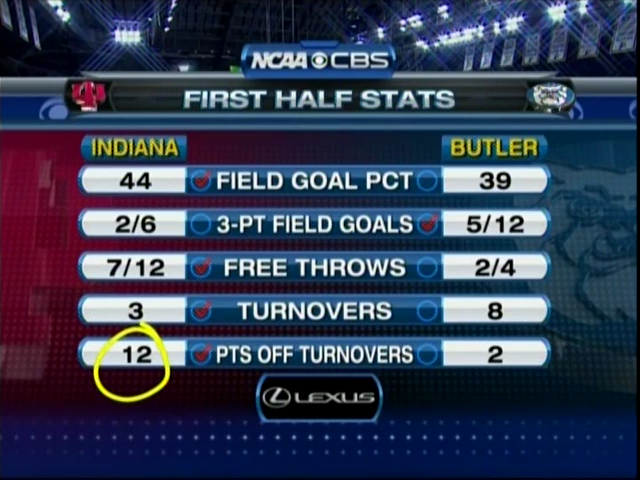 NCAA CBS
FIRST HALF STATS
INDIANA BUTLER
44 FIELD GOAL PCT 39
2/6 3-PT FIELD GOALS 5/12
7/12 FREE THROWS 2/4
3 TURNOVERS 8
12 PTS OFF TURNOVERS 2
LEXUS